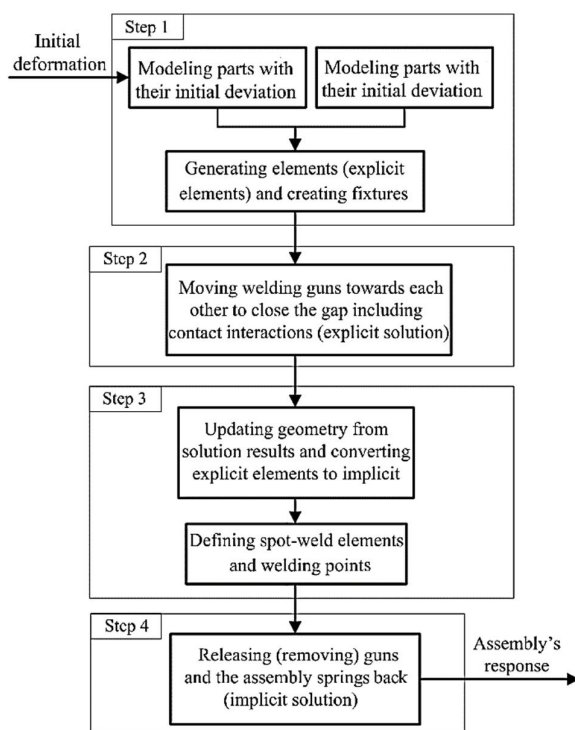 Step 1
Initial
deformation
Modeling parts with
their initial deviation
Modeling parts with
their initial deviation
Generating elements (explicit
elements) and creating fixtures
Step 2
Moving welding guns towards each
other to close the gap including
contact interactions (explicit solution)
Step 3
Updating geometry from
solution results and converting
explicit elements to implicit
Defining spot-weld elements
and welding points
Step 4
Releasing (removing) guns
and the assembly springs back
(implicit solution)
Assembly's
response